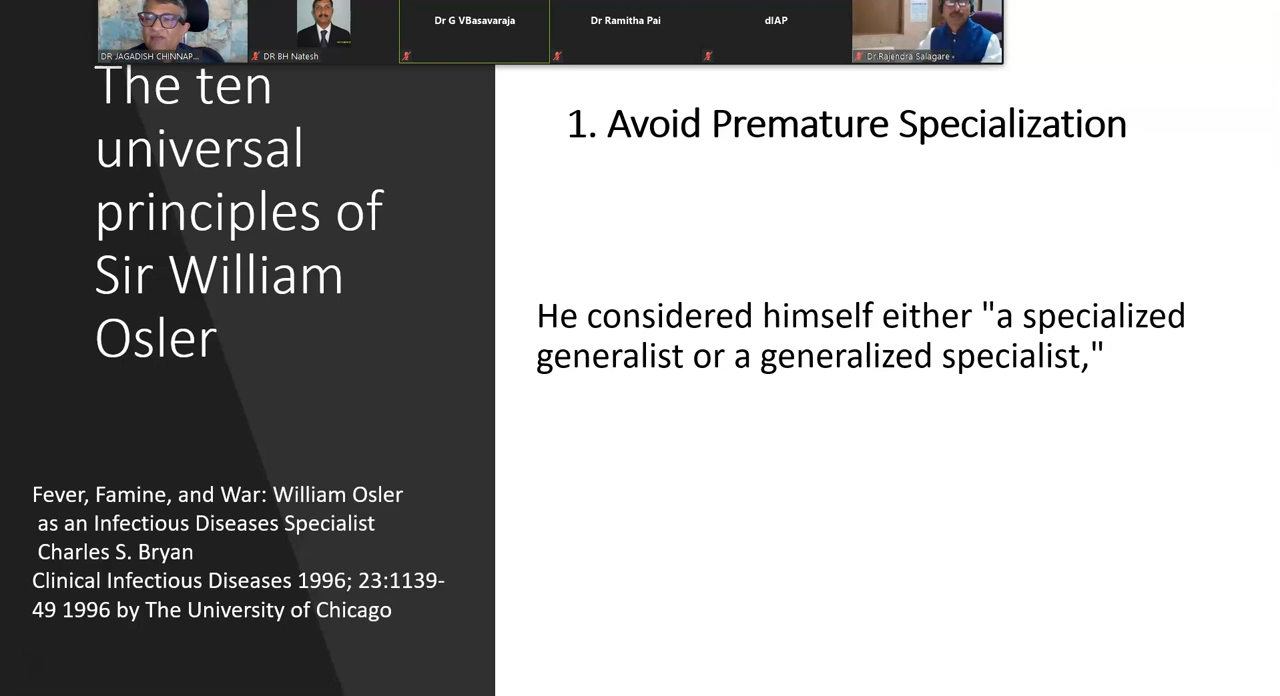 DR JAGADISH CHINNAP...
DR BH Natesh
Dr G VBasavaraja
Dr Ramitha Pai
dIAP
Dr.Rajendra Salagare -
The ten
universal
principles of
Sir William
Osler
Fever, Famine, and War: William Osler
as an Infectious Diseases Specialist
Charles S. Bryan
Clinical Infectious Diseases 1996; 23:1139-
49 1996 by The University of Chicago
1. Avoid Premature Specialization
He considered himself either "a specialized
generalist or a generalized specialist,"